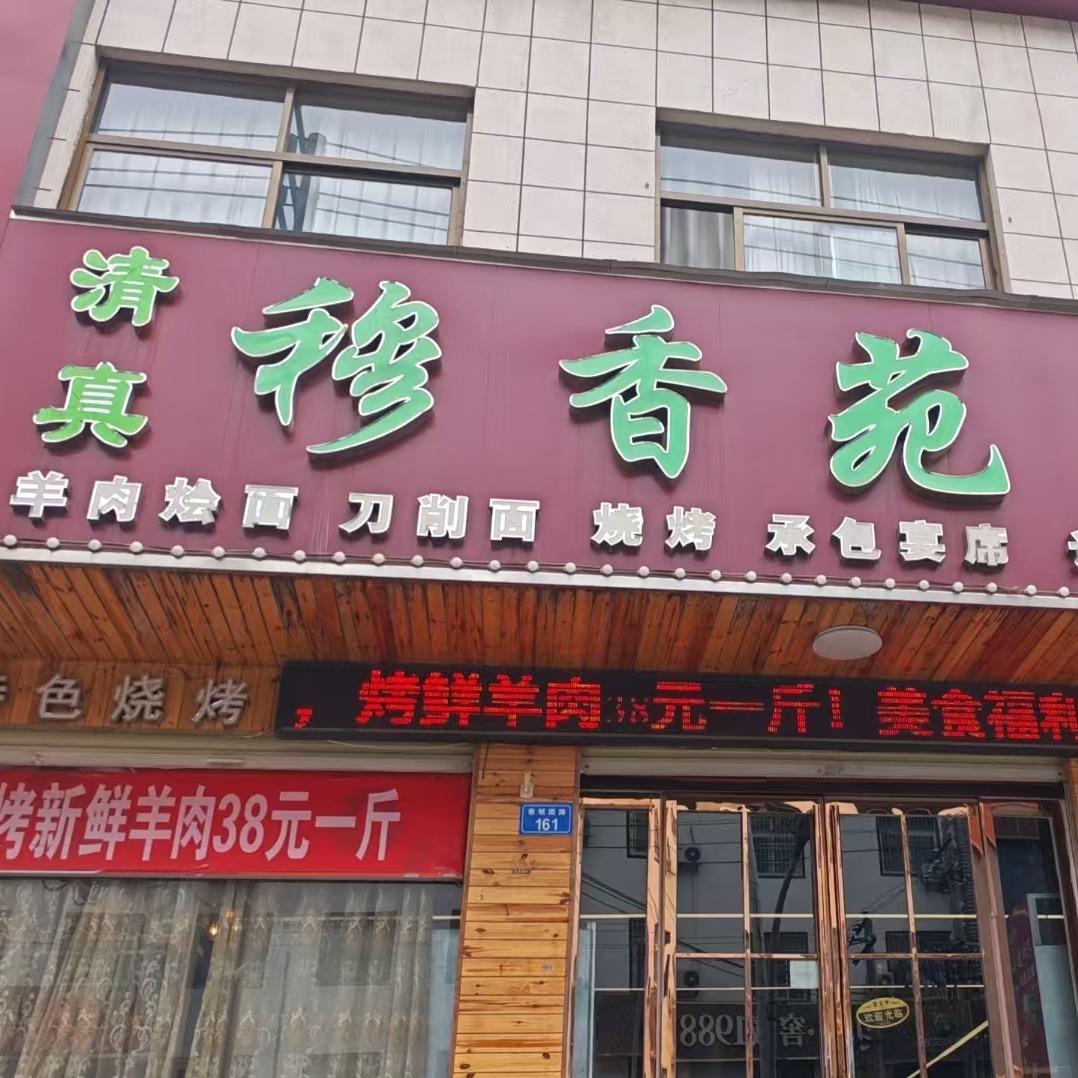 清真
穆香苑
羊肉烩面 刀削面 烧烤 承包宴席
色烧烤
，烤鲜羊肉38元一斤！美食福利
烤新鲜羊肉38元一斤
161
欢迎光临
1988